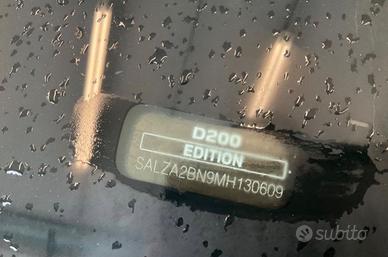 D200
EDITION
SALZA2BN9MH130609
subito